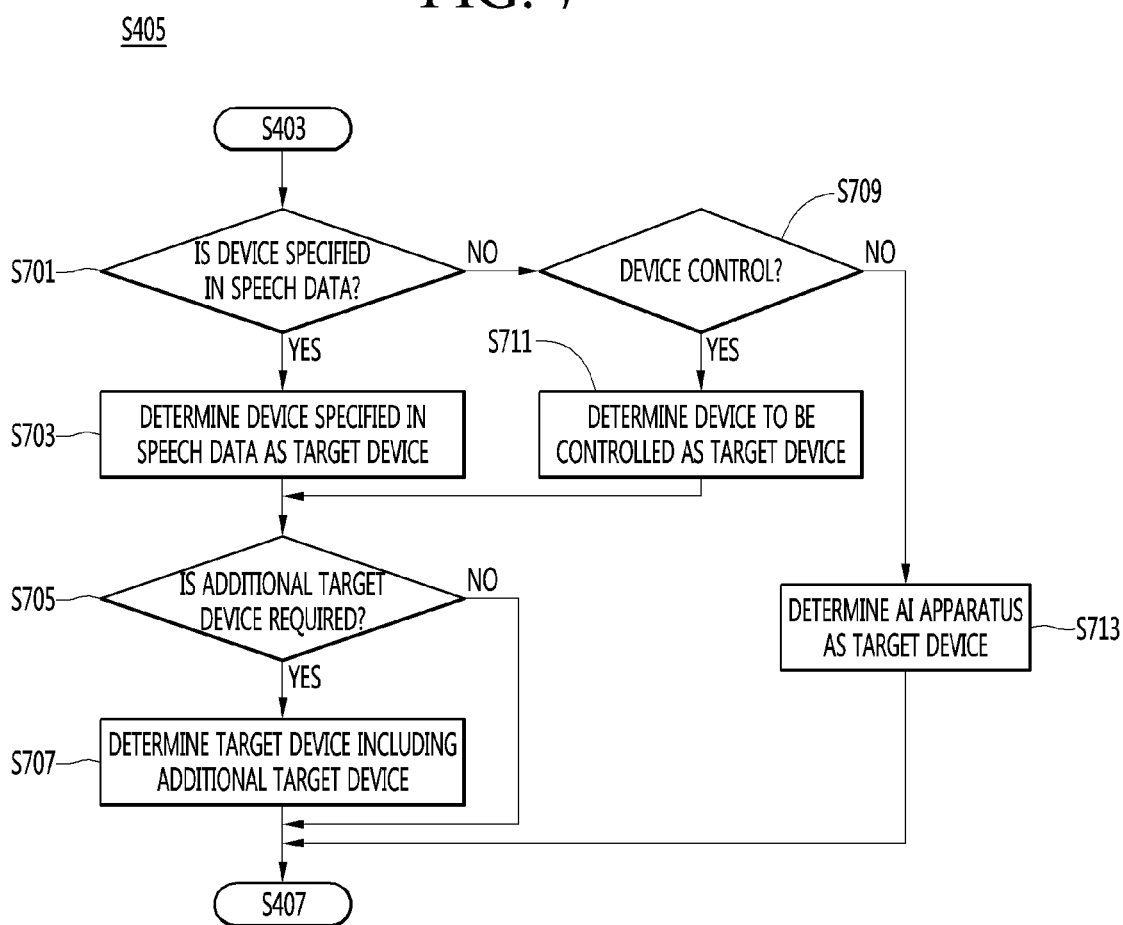 FIG. 7
S405
S403
S701
IS DEVICE SPECIFIED
IN SPEECH DATA?
NO
YES
S709
DEVICE CONTROL?
NO
YES
S703
DETERMINE DEVICE SPECIFIED IN
SPEECH DATA AS TARGET DEVICE
S711
DETERMINE DEVICE TO BE
CONTROLLED AS TARGET DEVICE
S705
IS ADDITIONAL TARGET
DEVICE REQUIRED?
NO
YES
DETERMINE AI APPARATUS
AS TARGET DEVICE
S713
S707
DETERMINE TARGET DEVICE INCLUDING
ADDITIONAL TARGET DEVICE
S407